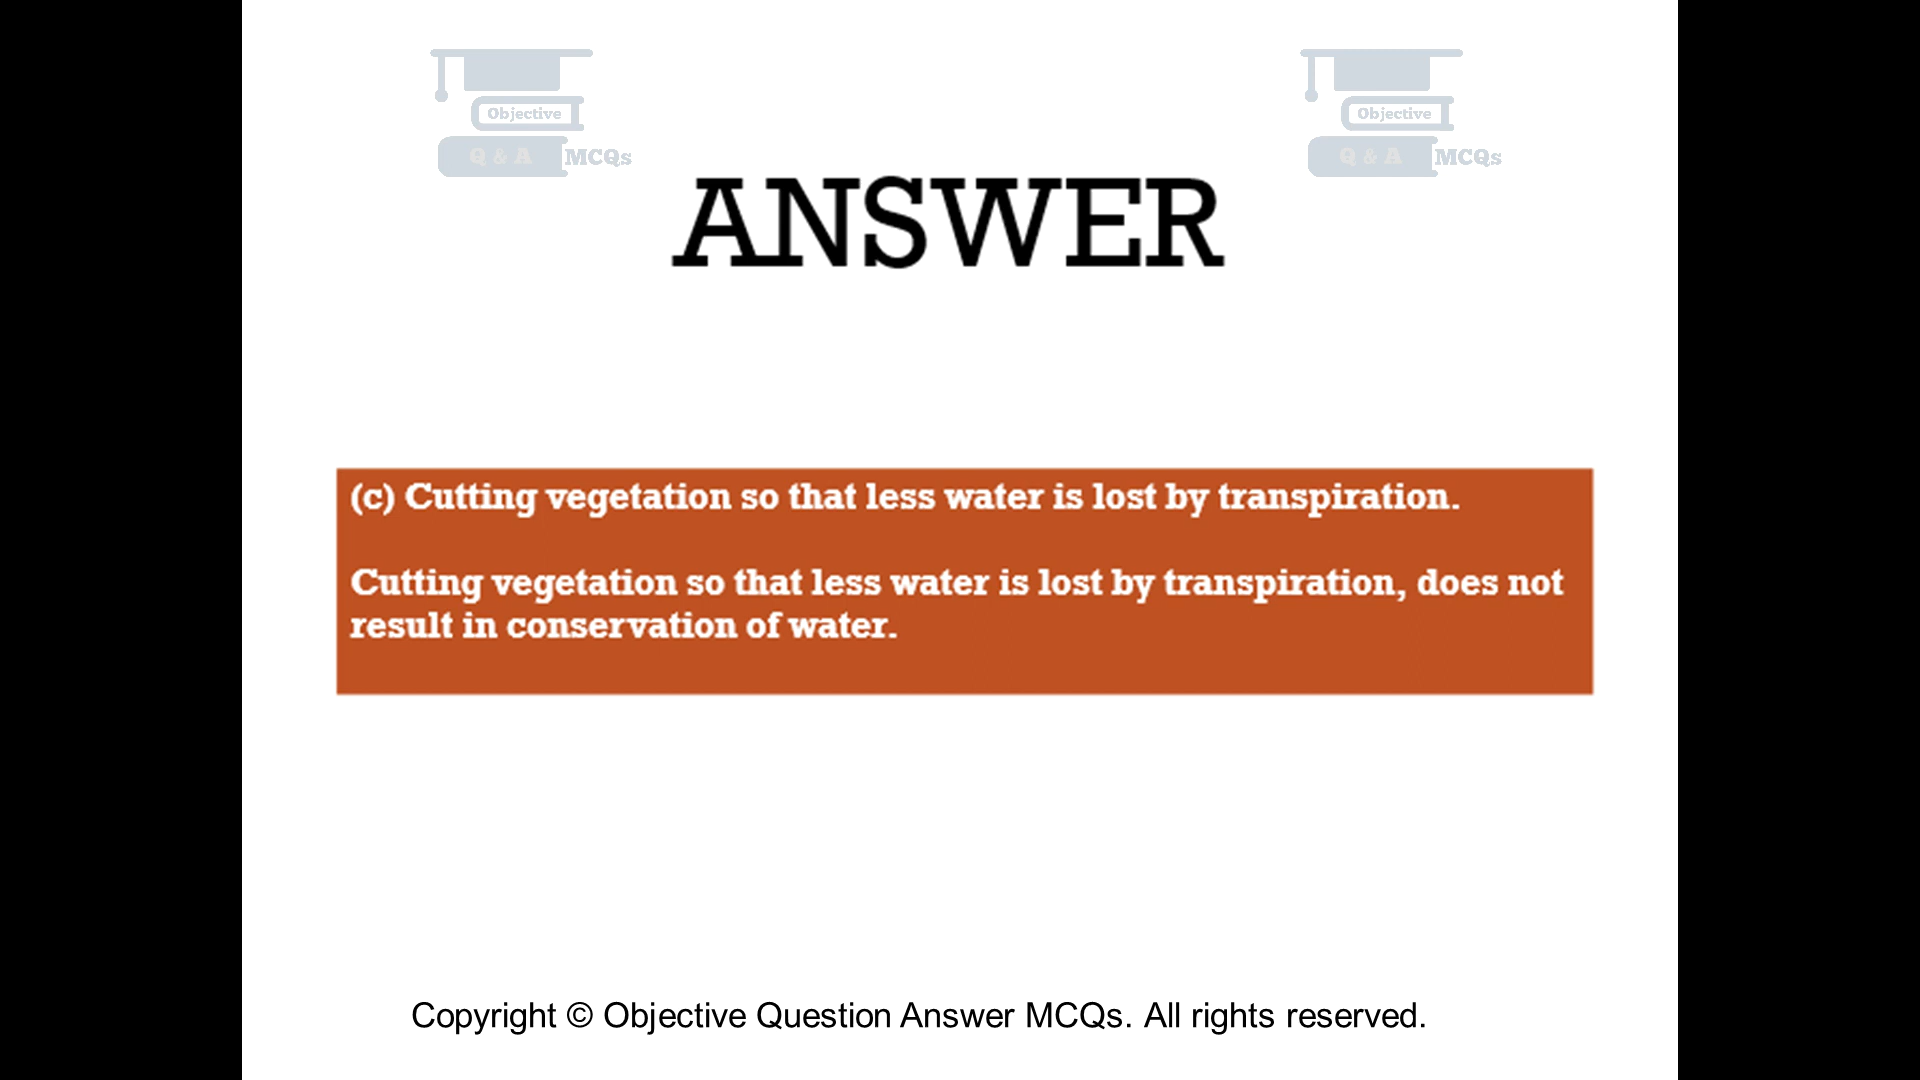 Objective
Q & A MCQs
Objective
Q & A MCQs
ANSWER
(c) Cutting vegetation so that less water is lost by transpiration.
Cutting vegetation so that less water is lost by transpiration, does not
result in conservation of water.
Copyright © Objective Question Answer MCQs. All rights reserved.